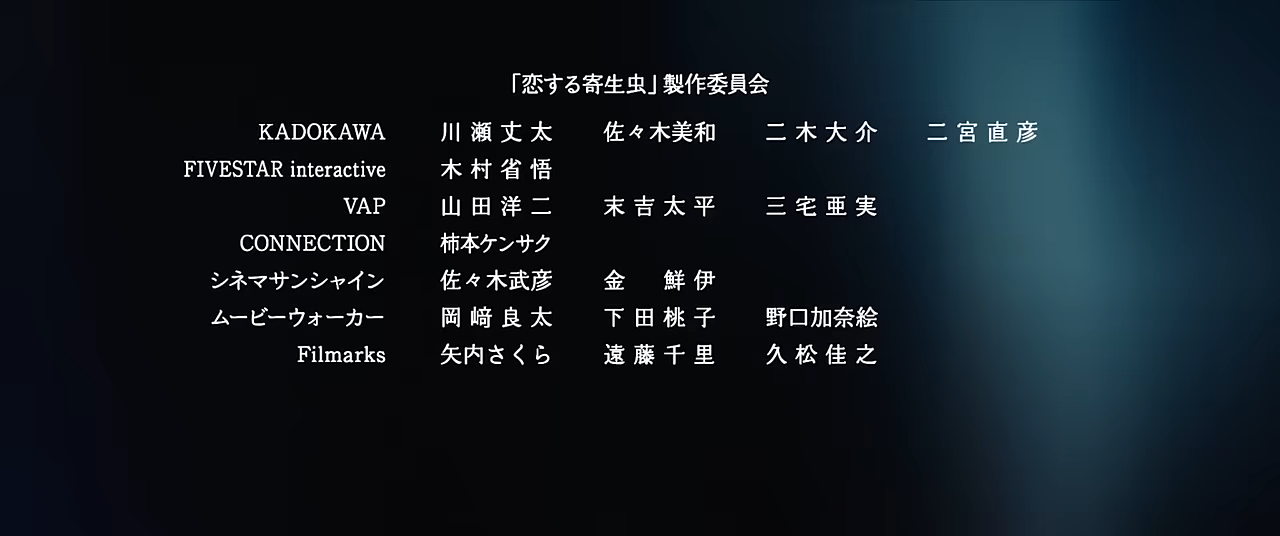 「恋する寄生虫」製作委員会
KADOKAWA 川瀬丈太 佐々木美和 二木大介 二宮直彦
FIVESTAR interactive 木村省悟
VAP 山田洋二 末吉太平 三宅亜実
CONNECTION 柿本ケンサク
シネマサンシャイン 佐々木武彦 金 鮮伊
ムービーウォーカー 岡﨑良太 下田桃子 野口加奈絵
Filmarks 矢内さくら 遠藤千里 久松佳之